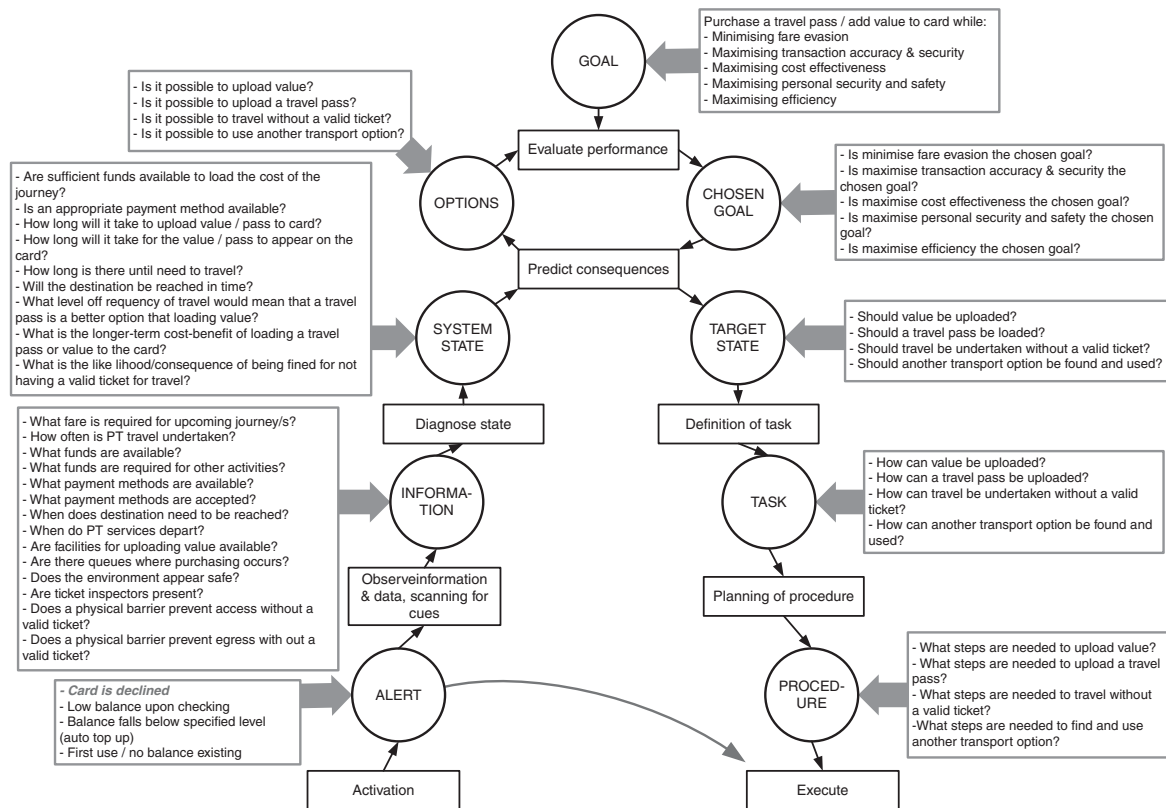 Purchase a travel pass / add value to card while:
- Minimising fare evasion
- Maximising transaction accuracy & security
- Maximising cost effectiveness
- Maximising personal security and safety
- Maximising efficiency
GOAL
- Is it possible to upload value?
- Is it possible to upload a travel pass?
- Is it possible to travel without a valid ticket?
- Is it possible to use another transport option?
Evaluate performance
- Is minimise fare evasion the chosen goal?
- Is maximise transaction accuracy & security the
chosen goal?
- Is maximise cost effectiveness the chosen goal?
- Is maximise personal security and safety the chosen
goal?
- Is maximise efficiency the chosen goal?
OPTIONS
CHOSEN
GOAL
- Are sufficient funds available to load the cost of the
journey?
- Is an appropriate payment method available?
- How long will it take to upload value / pass to card?
- How long will it take for the value / pass to appear on the
card?
- How long is there until need to travel?
- Will the destination be reached in time?
- What level off requency of travel would mean that a travel
pass is a better option that loading value?
- What is the longer-term cost-benefit of loading a travel
pass or value to the card?
- What is the like lihood/consequence of being fined for not
having a valid ticket for travel?
Predict consequences
SYSTEM
STATE
TARGET
STATE
- Should value be uploaded?
- Should a travel pass be loaded?
- Should travel be undertaken without a valid ticket?
- Should another transport option be found and used?
Diagnose state
Definition of task
- What fare is required for upcoming journey/s?
- How often is PT travel undertaken?
- What funds are available?
- What funds are required for other activities?
- What payment methods are available?
- What payment methods are accepted?
- When does destination need to be reached?
- When do PT services depart?
- Are facilities for uploading value available?
- Are there queues where purchasing occurs?
- Does the environment appear safe?
- Are ticket inspectors present?
- Does a physical barrier prevent access without a
valid ticket?
- Does a physical barrier prevent egress with out a
valid ticket?
INFORMA-
TION
TASK
- How can value be uploaded?
- How can a travel pass be uploaded?
- How can travel be undertaken without a valid
ticket?
- How can another transport option be found and
used?
Observeinformation
& data, scanning for
cues
Planning of procedure
- Card is declined
- Low balance upon checking
- Balance falls below specified level
(auto top up)
- First use / no balance existing
ALERT
PROCED-
URE
- What steps are needed to upload value?
- What steps are needed to upload a travel
pass?
- What steps are needed to travel without
a valid ticket?
-What steps are needed to find and use
another transport option?
Activation
Execute